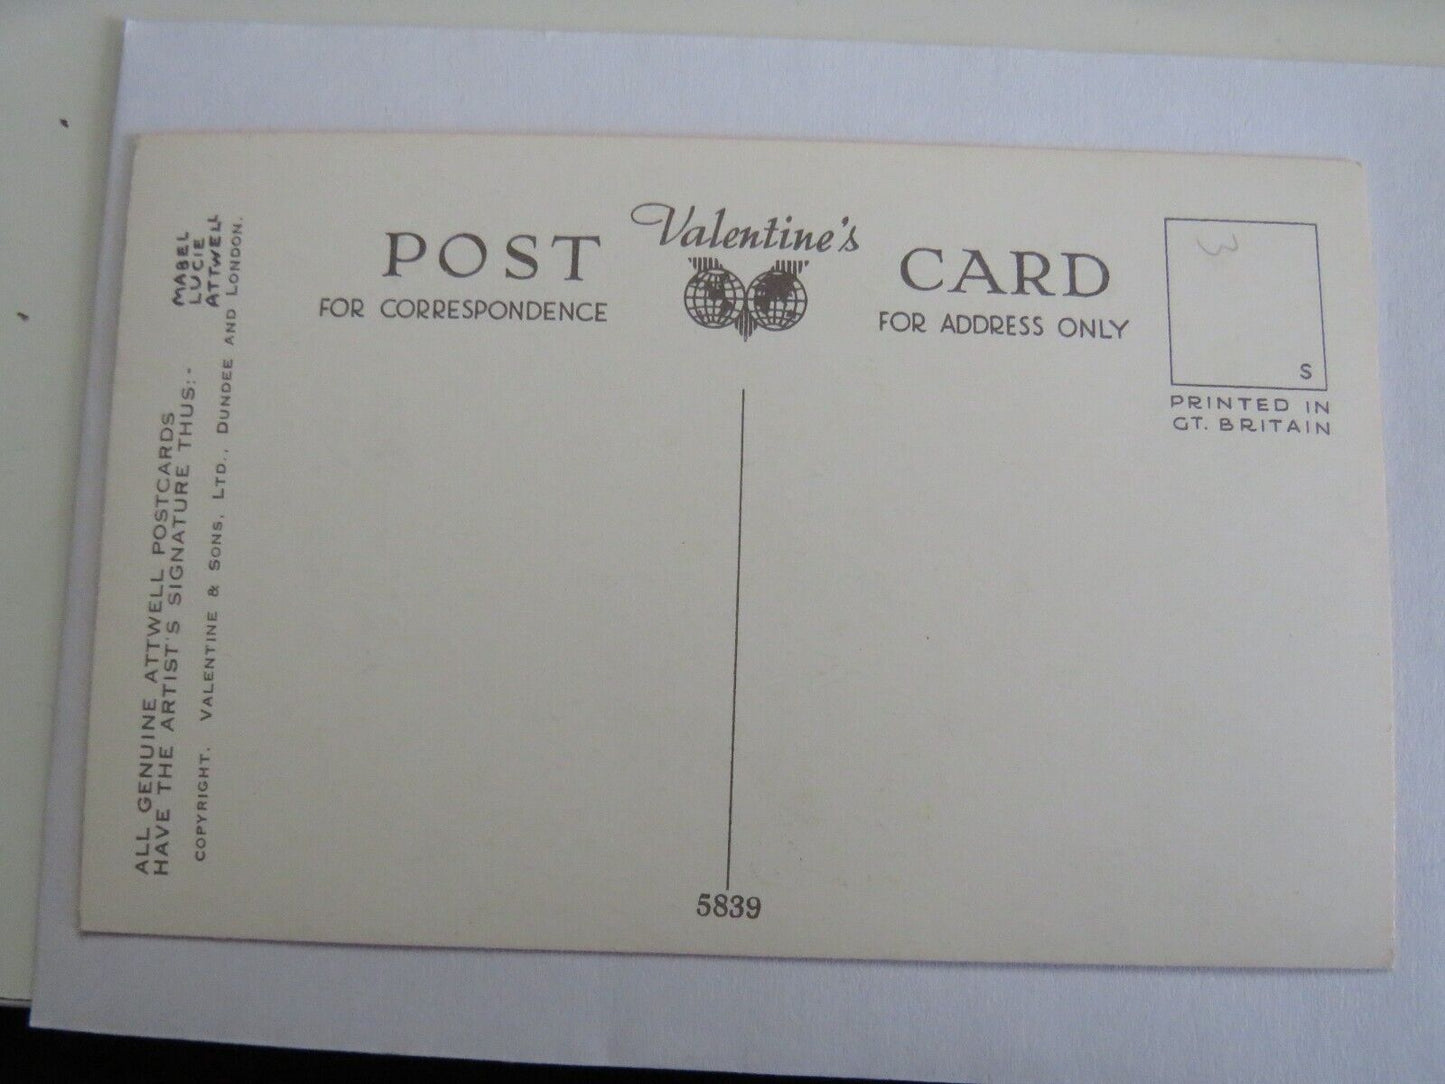 POST
Valentine's
CARD
FOR CORRESPONDENCE
FOR ADDRESS ONLY
3
S
PRINTED IN
GT. BRITAIN
ALL GENUINE ATTWELL POSTCARDS
HAVE THE ARTIST'S SIGNATURE THUS:-
MABEL
LUCIE
ATTWELL
COPYRIGHT. VALENTINE & SONS, LTD., DUNDEE AND LONDON.
5839